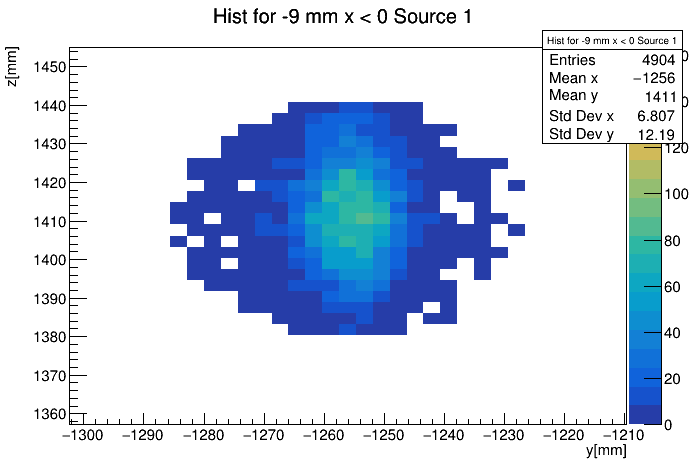 Hist for -9 mm x < 0 Source 1
Hist for -9 mm x < 0 Source 1
Entries 4904
Mean x −1256
Mean y 1411
Std Dev x 6.807
Std Dev y 12.19
z[mm]
1450
1440
1430
1420
1410
1400
1390
1380
1370
1360
−1300 −1290 −1280 −1270 −1260 −1250 −1240 −1230 −1220 −1210
y[mm]
120
100
80
60
40
20
0